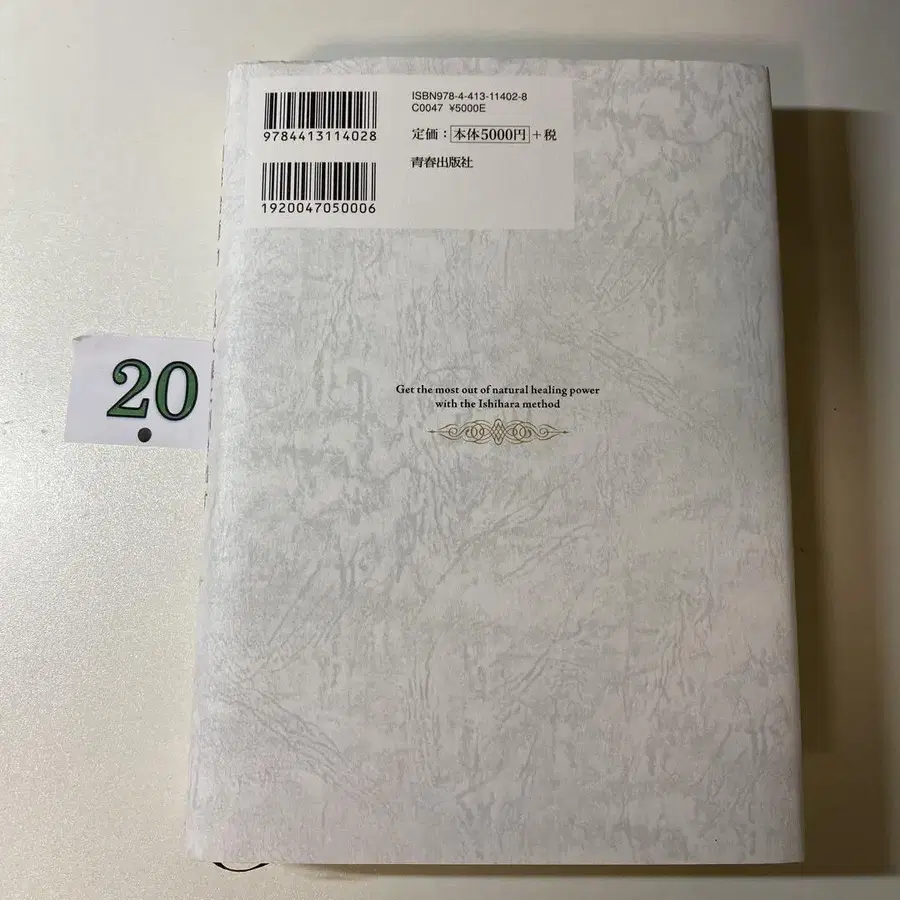 ISBN978-4-413-11402-8
C0047 ¥5000E
9784413114028
定価：本体5000円+税
青春出版社
1920047050006
20
Get the most out of natural healing power
with the Ishihara method